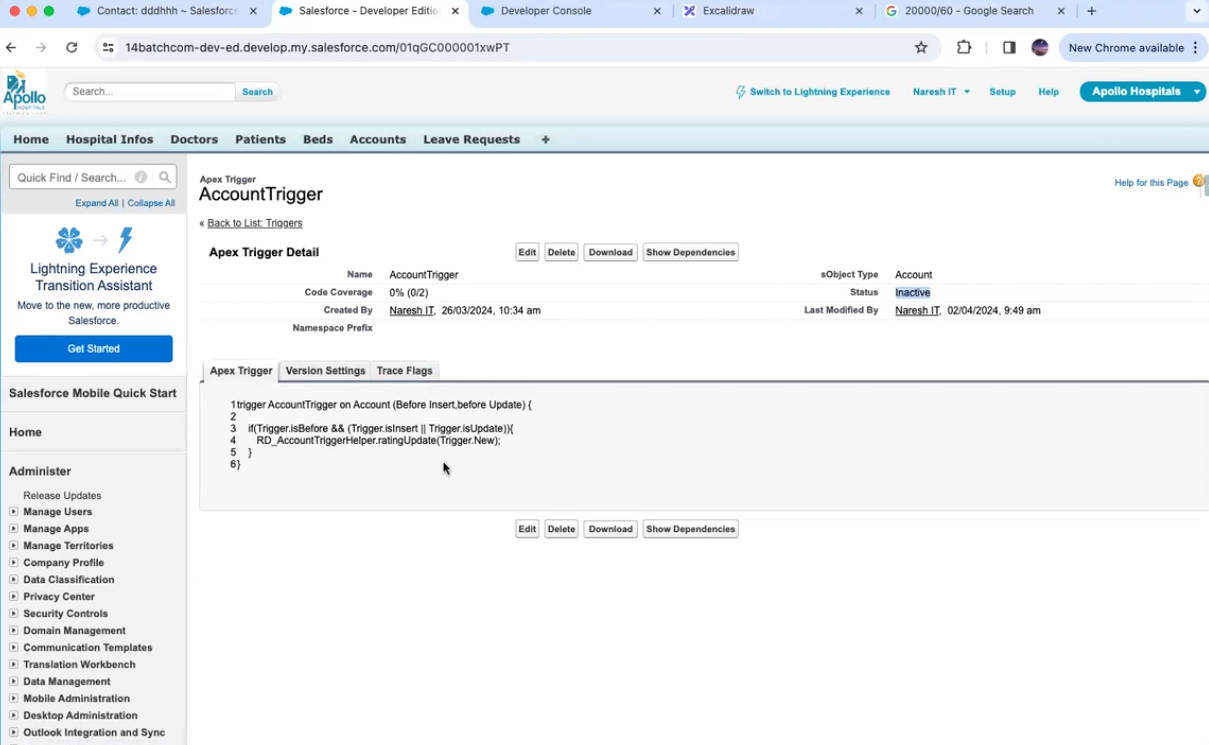 Contact: dddhhh ~ Salesforce
Salesforce - Developer Editio
Developer Console
Excalidraw
20000/60 - Google Search
14batchcom-dev-ed.develop.my.salesforce.com/01qGC000001xwPT
New Chrome available
Apollo
HOSPITALS
Search...
Search
Switch to Lightning Experience
Naresh IT
Setup
Help
Apollo Hospitals
Home Hospital Infos Doctors Patients Beds Accounts Leave Requests +
Quick Find / Search...
Expand All | Collapse All
Lightning Experience
Transition Assistant
Move to the new, more productive
Salesforce.
Get Started
Salesforce Mobile Quick Start
Home
Administer
Release Updates
Manage Users
Manage Apps
Manage Territories
Company Profile
Data Classification
Privacy Center
Security Controls
Domain Management
Communication Templates
Translation Workbench
Data Management
Mobile Administration
Desktop Administration
Outlook Integration and Sync
Apex Trigger
AccountTrigger
Help for this Page
« Back to List: Triggers
Apex Trigger Detail
Edit Delete Download Show Dependencies
Name AccountTrigger sObject Type Account
Code Coverage 0% (0/2) Status Inactive
Created By Naresh IT, 26/03/2024, 10:34 am Last Modified By Naresh IT, 02/04/2024, 9:49 am
Namespace Prefix
Apex Trigger Version Settings Trace Flags
1 trigger AccountTrigger on Account (Before Insert,before Update) {
2
3 if(Trigger.isBefore && (Trigger.isInsert || Trigger.isUpdate)){
4 RD_AccountTriggerHelper.ratingUpdate(Trigger.New);
5 }
6 }
Edit Delete Download Show Dependencies